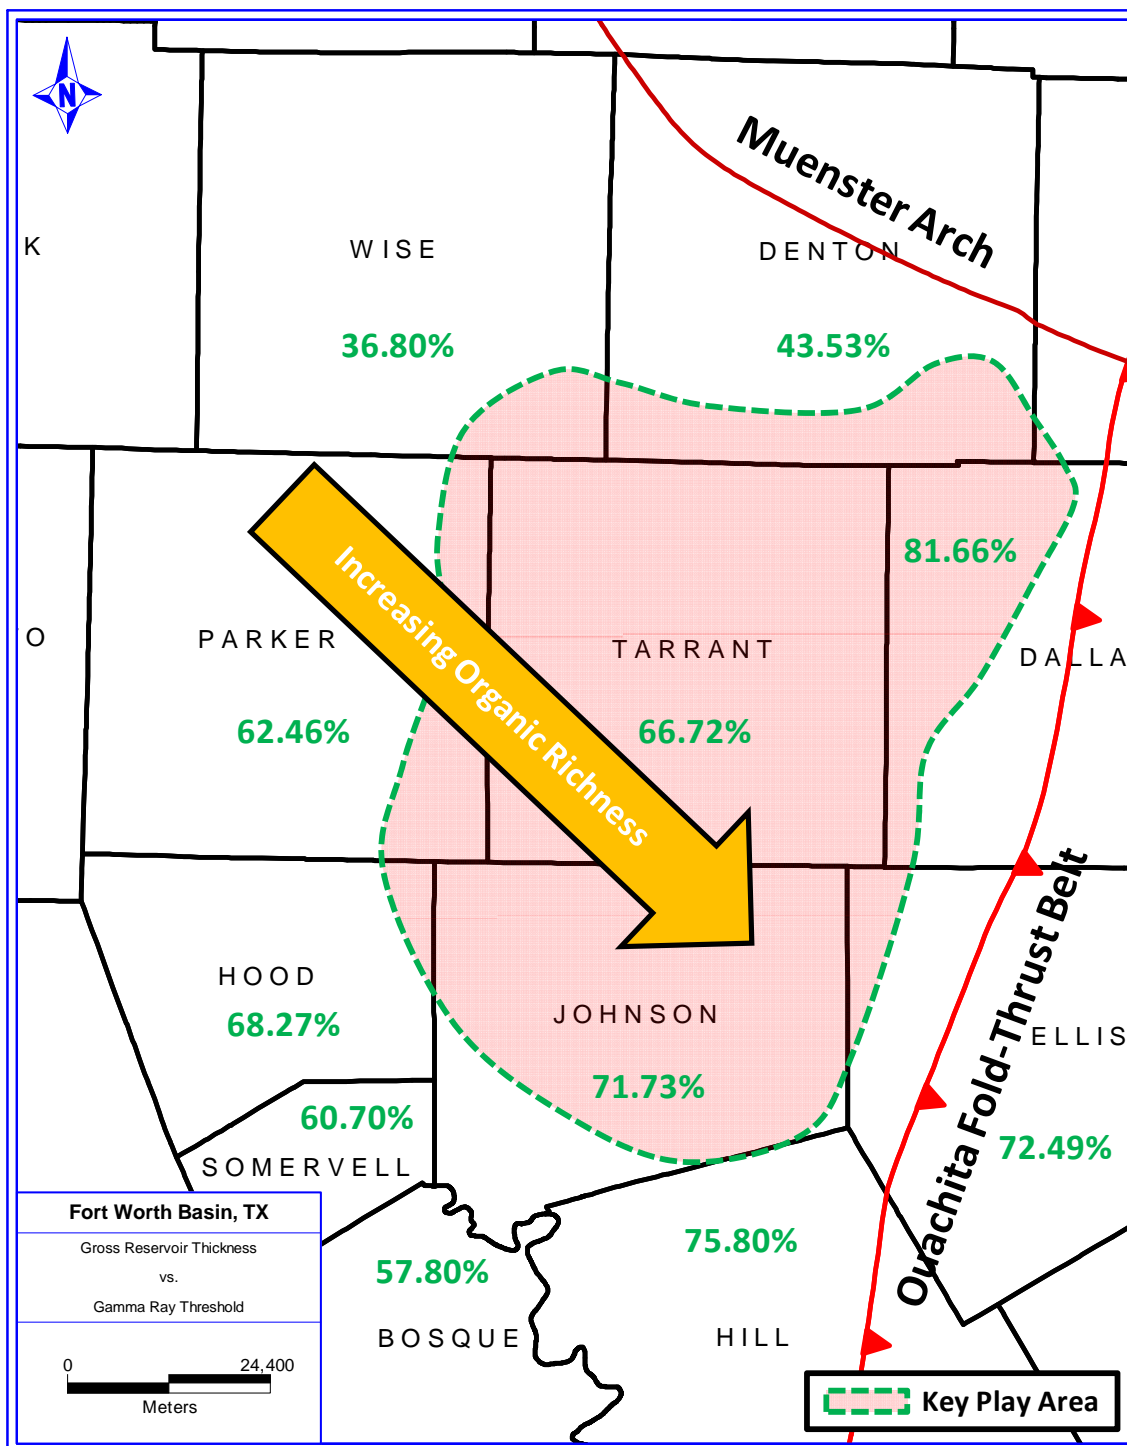 N
Muenster Arch
K
WISE
DENTON
36.80%
43.53%
81.66%
Increasing Organic Richness
O
PARKER
TARRANT
DALLA
62.46%
66.72%
HOOD
68.27%
JOHNSON
ELLIS
71.73%
60.70%
SOMERVELL
72.49%
Ouachita Fold-Thrust Belt
75.80%
57.80%
BOSQUE
HILL
Fort Worth Basin, TX
Gross Reservoir Thickness
vs.
Gamma Ray Threshold
0 24,400
Meters
Key Play Area